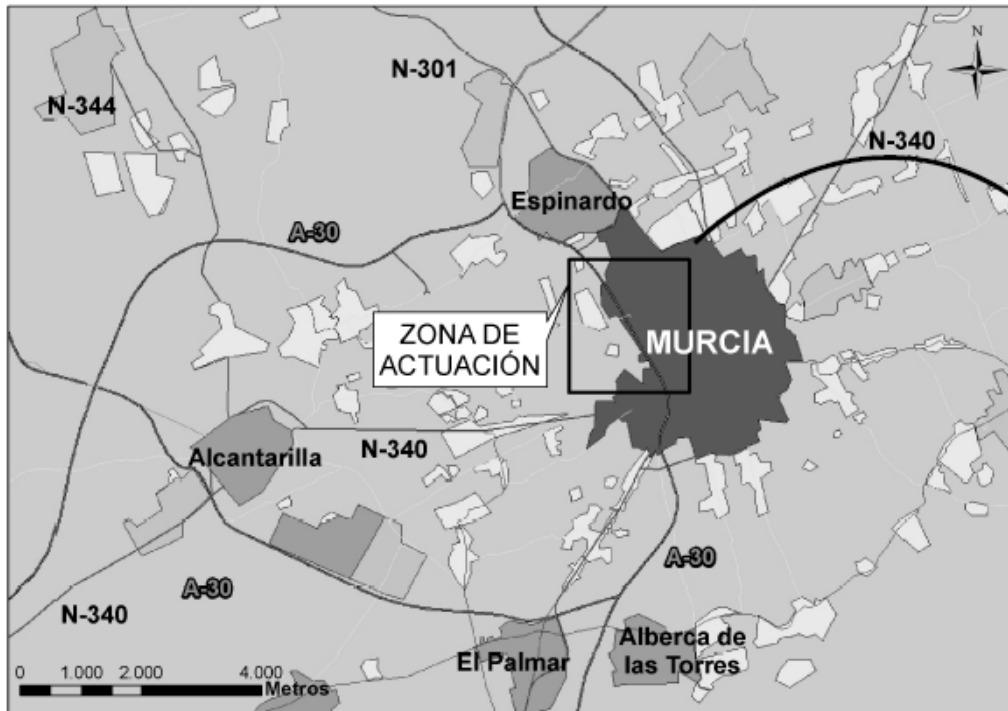 N
N-301
N-344
N-340
Espinardo
A-30
ZONA DE
ACTUACIÓN
MURCIA
N-340
Alcantarilla
A-30
A-30
N-340
El Palmar
Alberca de
las Torres
0 1.000 2.000 4.000
Metros